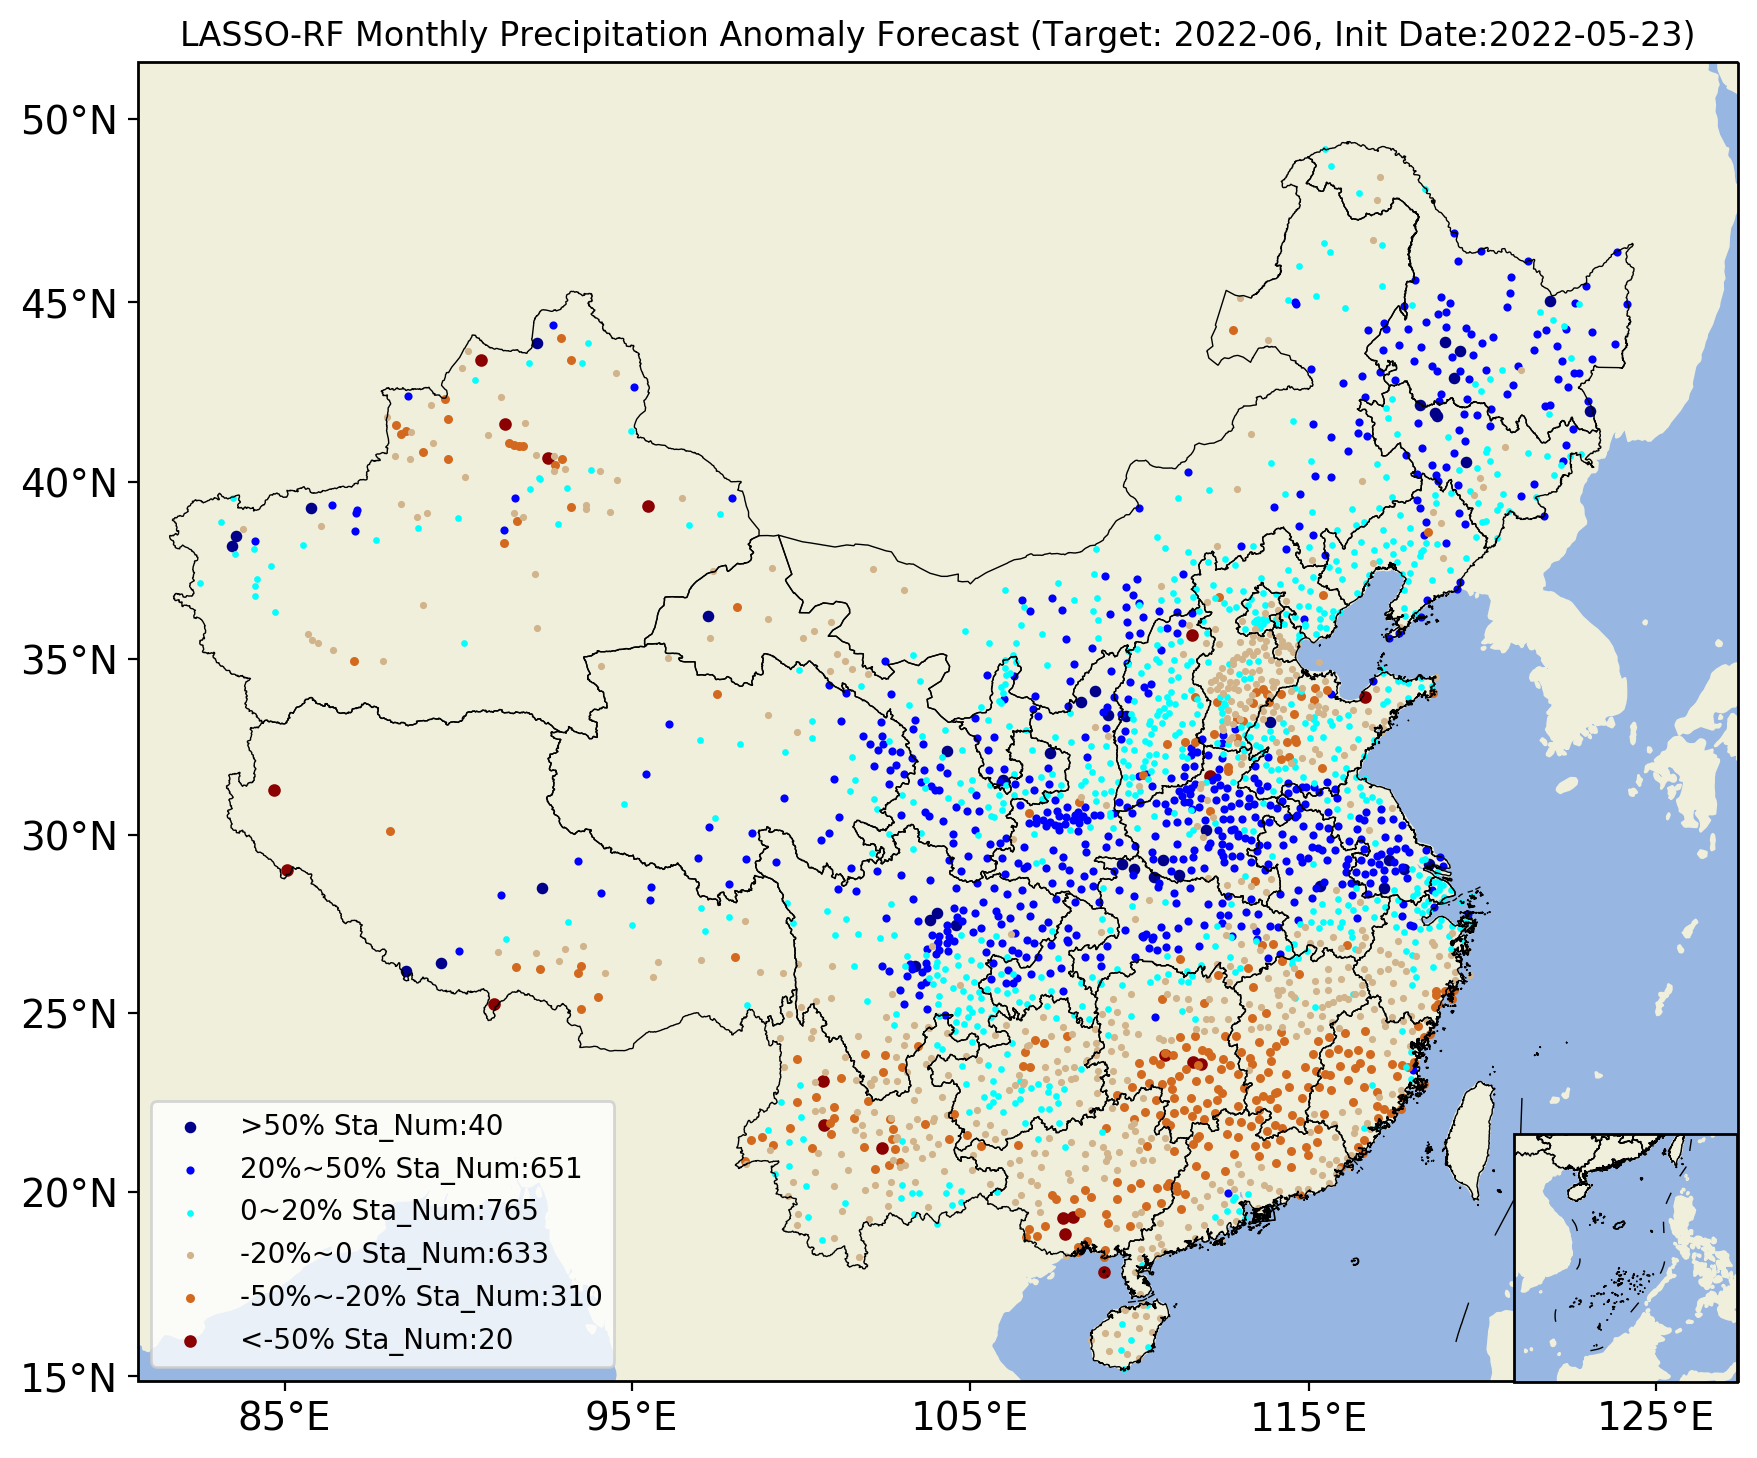 LASSO-RF Monthly Precipitation Anomaly Forecast (Target: 2022-06, Init Date:2022-05-23)
50°N
45°N
40°N
35°N
30°N
25°N
20°N
15°N
>50% Sta_Num:40
20%~50% Sta_Num:651
0~20% Sta_Num:765
-20%~0 Sta_Num:633
-50%~-20% Sta_Num:310
<-50% Sta_Num:20
85°E
95°E
105°E
115°E
125°E